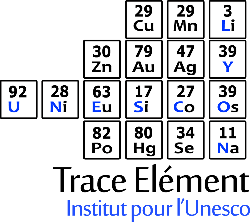 29 29 3
Cu Mn Li
30 79 47 39
Zn Au Ag Y
92 28 63 17 27 39
U Ni Eu Si Co Os
82 80 34 11
Po Hg Se Na
Trace Elément
Institut pour l'Unesco